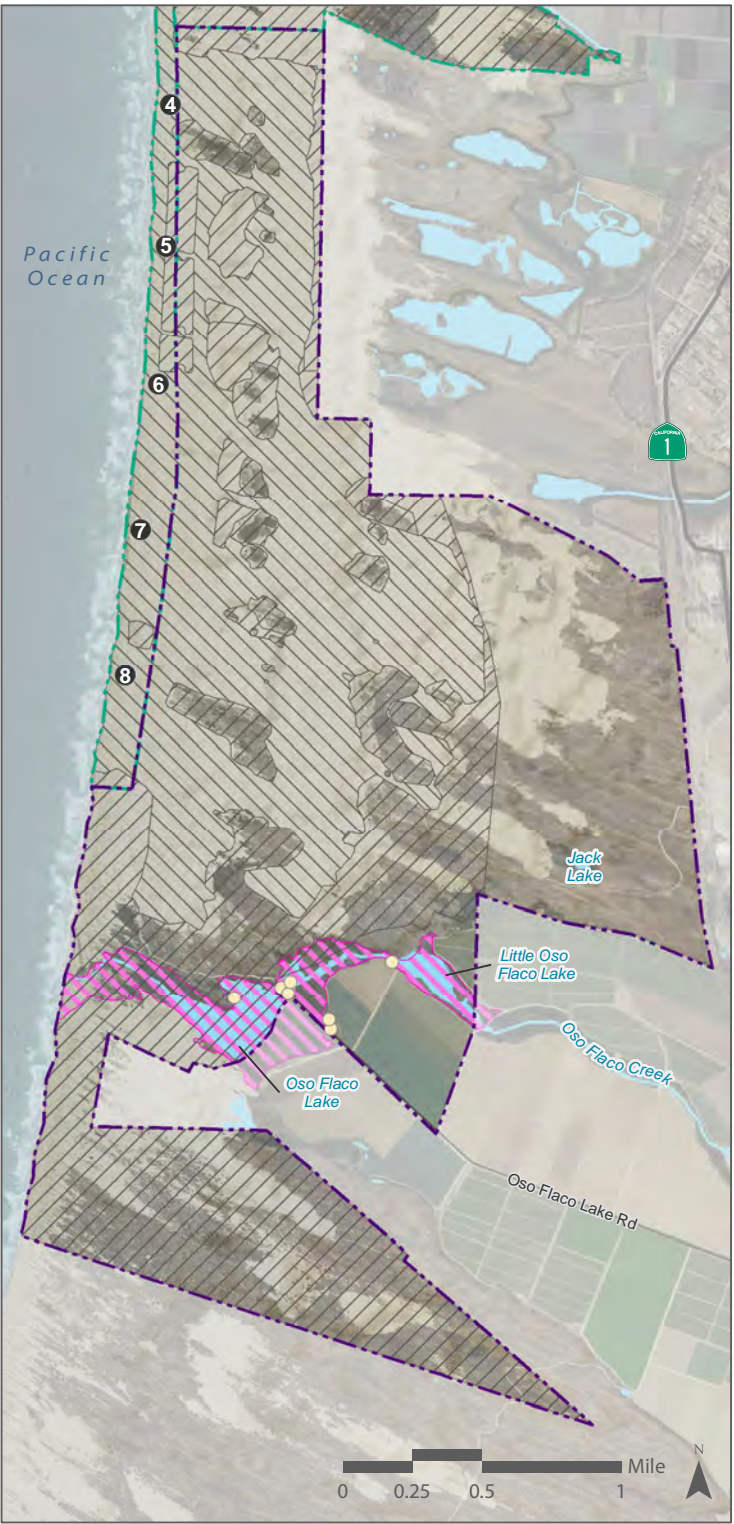 4
5
Pacific
Ocean
6
CALIFORNIA
1
7
8
Jack
Lake
Little Oso
Flaco Lake
Oso Flaco Creek
Oso Flaco
Lake
Oso Flaco Lake Rd
N
Mile
0 0.25 0.5 1